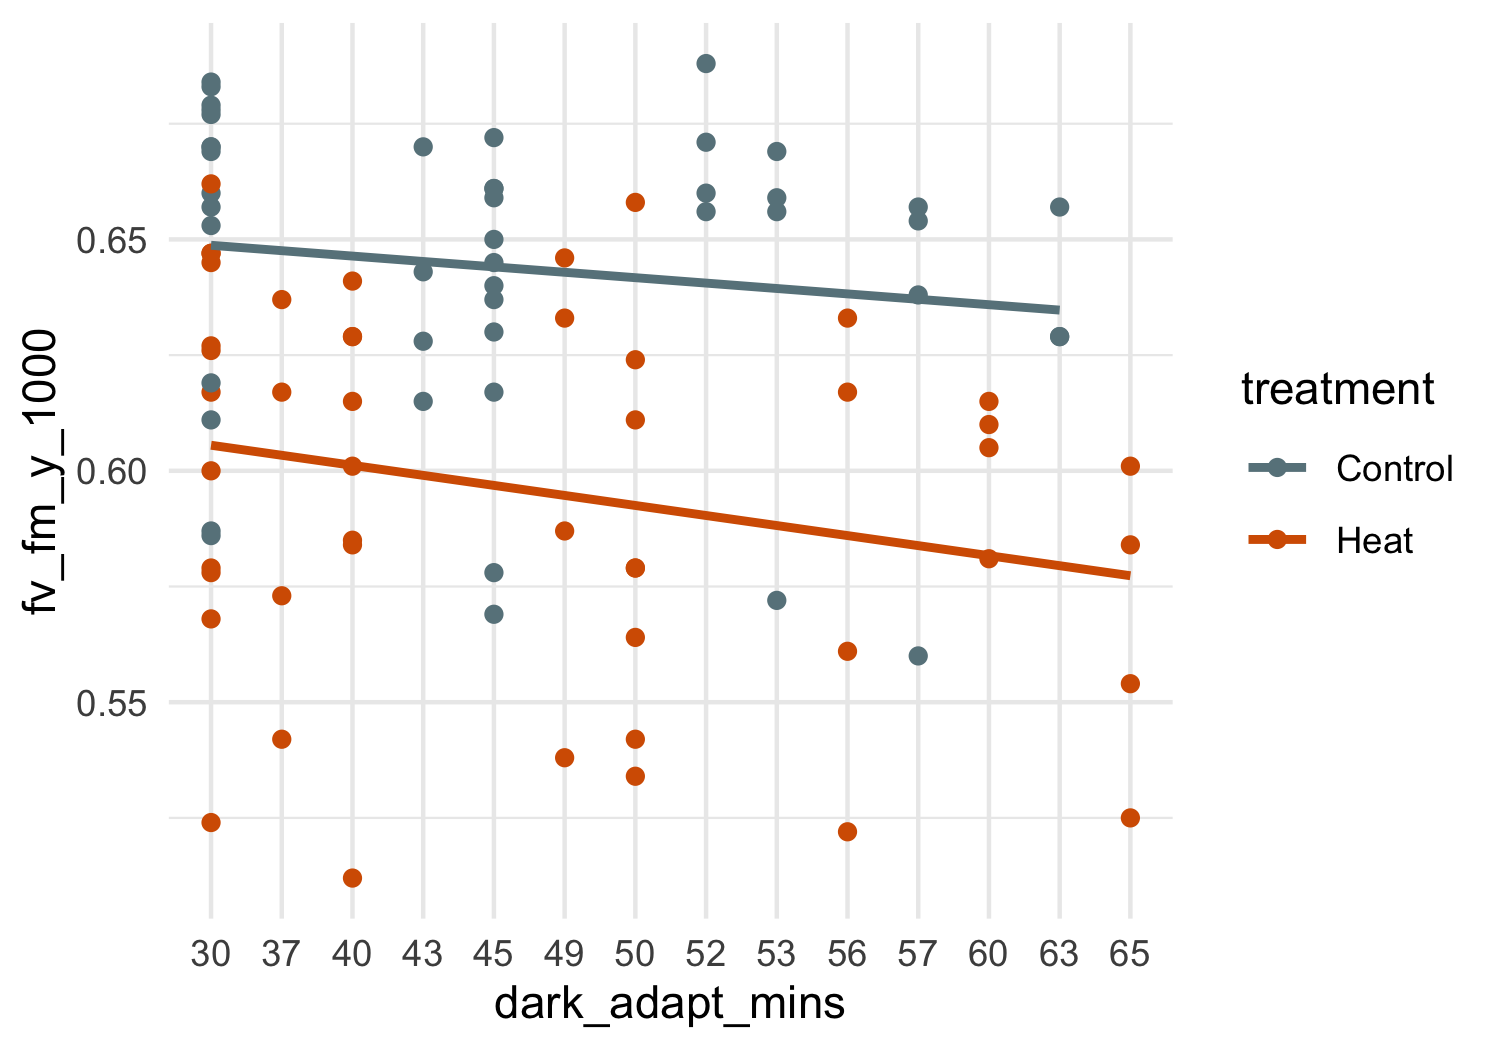 fv_fm_y_1000
0.65
0.60
0.55
30 37 40 43 45 49 50 52 53 56 57 60 63 65
dark_adapt_mins
treatment
Control
Heat